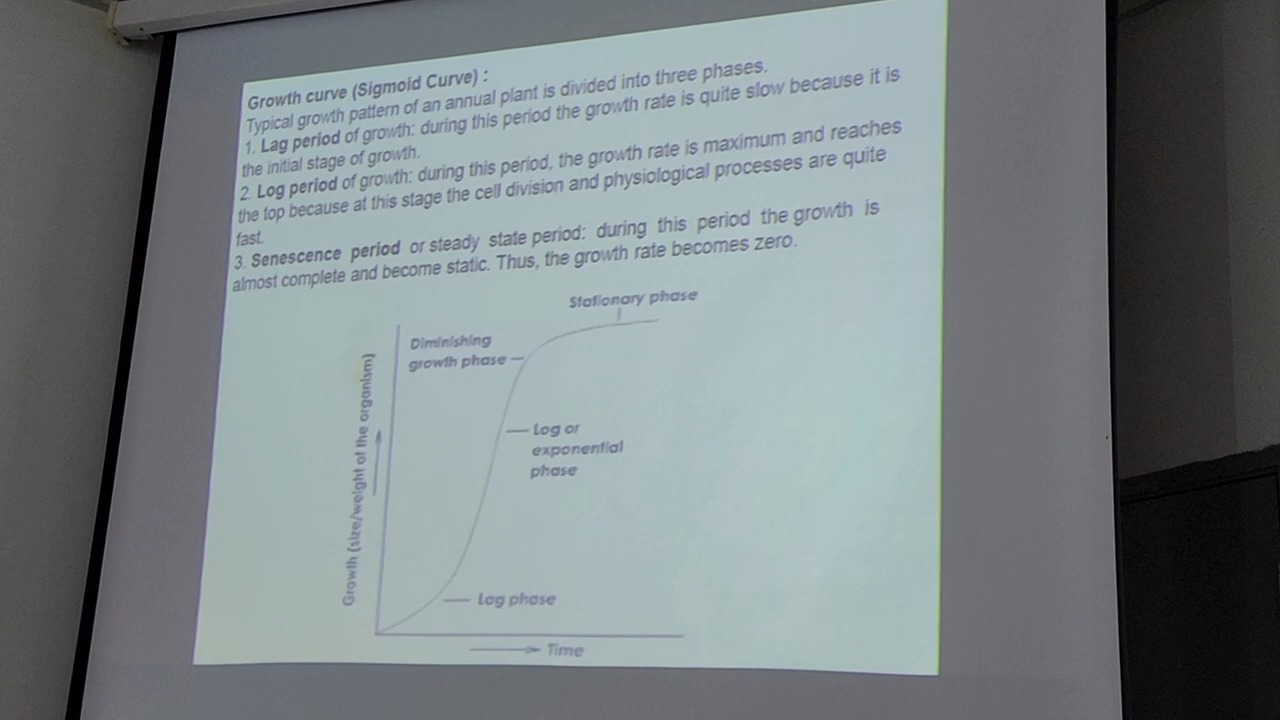 Growth curve (Sigmoid Curve) :
Typical growth pattern of an annual plant is divided into three phases.
1. Lag period of growth: during this period the growth rate is quite slow because it is
the initial stage of growth.
2. Log period of growth: during this period, the growth rate is maximum and reaches
the top because at this stage the cell division and physiological processes are quite
fast.
3. Senescence period or steady state period: during this period the growth is
almost complete and become static. Thus, the growth rate becomes zero.
Stationary phase
Diminishing
growth phase
Log or
exponential
phase
Growth (size/weight of the organism)
Lag phase
Time